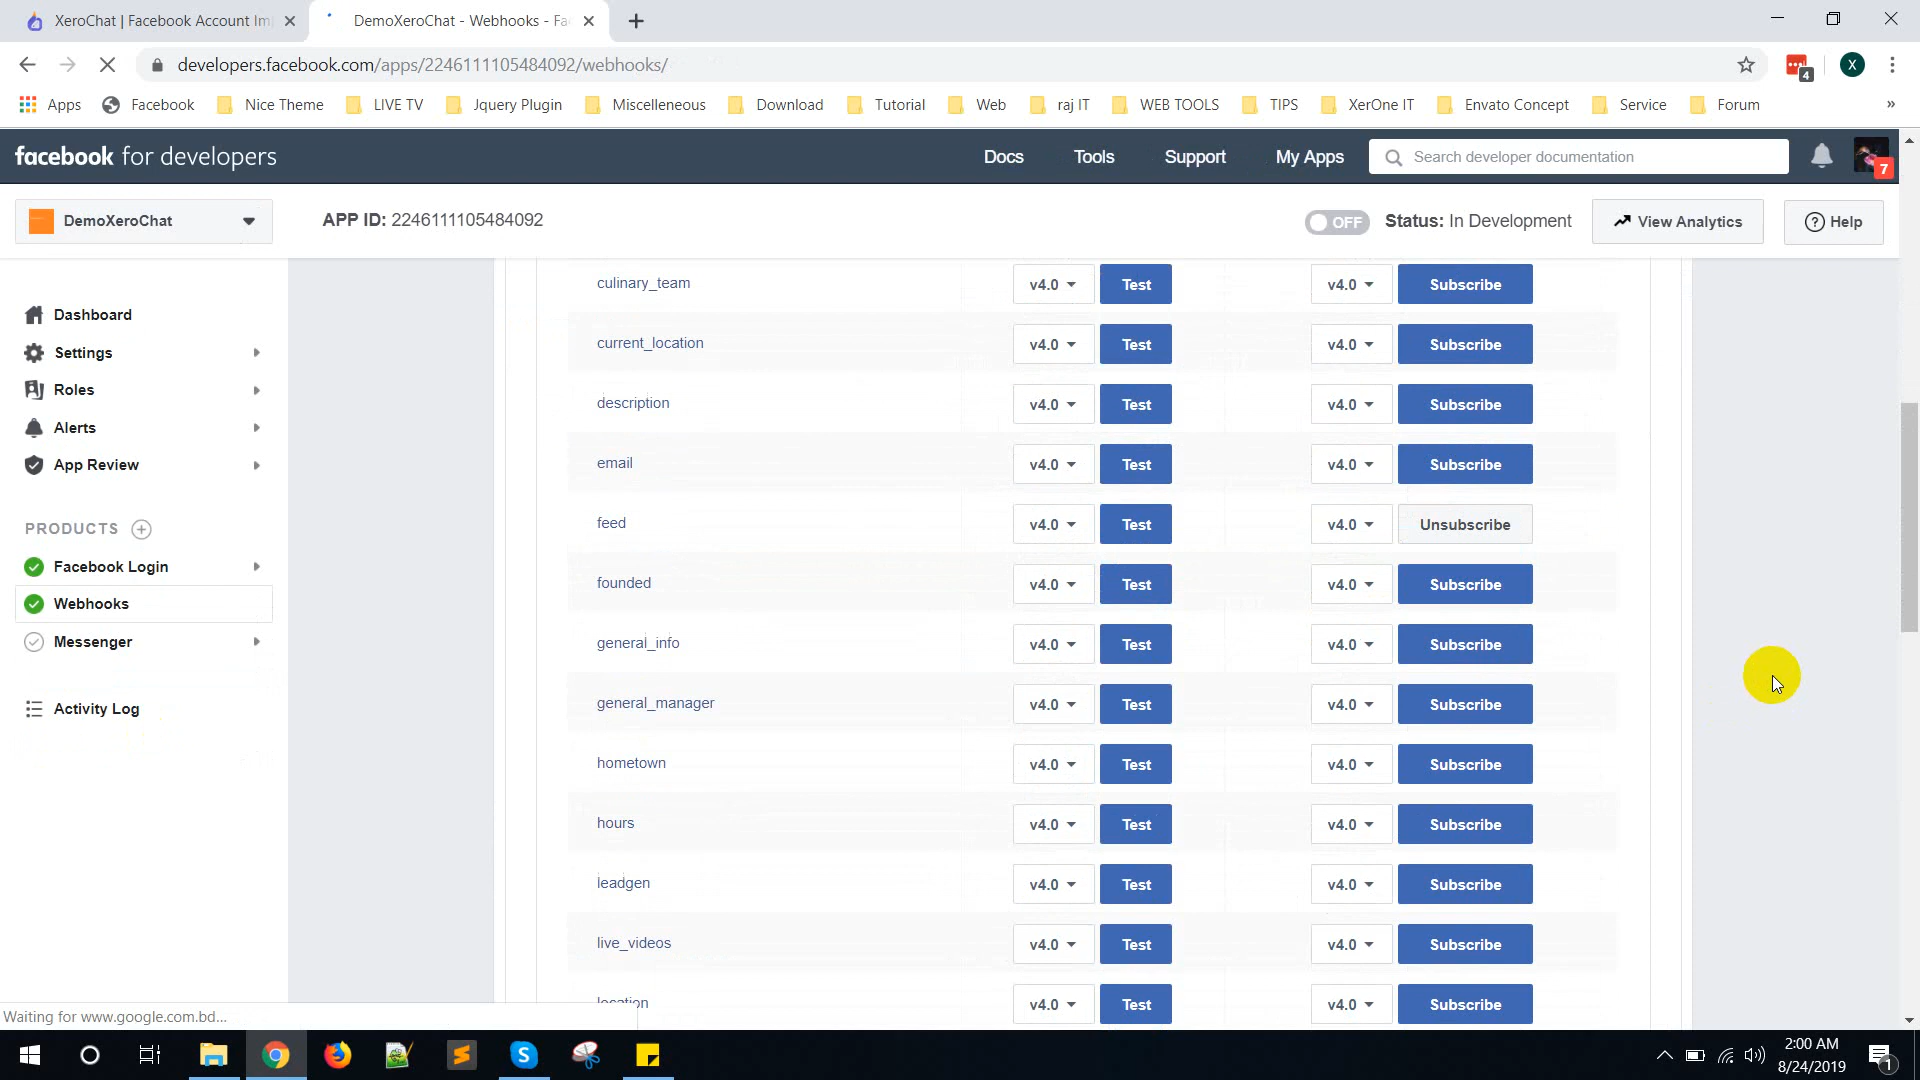 XeroChat | Facebook Account Im
DemoXeroChat - Webhooks - Fa
developers.facebook.com/apps/2246111105484092/webhooks/
4
X
Apps
Facebook
Nice Theme
LIVE TV
Jquery Plugin
Miscelleneous
Download
Tutorial
Web
raj IT
WEB TOOLS
TIPS
XerOne IT
Envato Concept
Service
Forum
»
facebook for developers
Docs
Tools
Support
My Apps
Search developer documentation
7
DemoXeroChat
APP ID: 2246111105484092
OFF
Status: In Development
View Analytics
Help
Dashboard
Settings
Roles
Alerts
App Review
PRODUCTS
Facebook Login
Webhooks
Messenger
Activity Log
culinary_team v4.0 Test v4.0 Subscribe
current_location v4.0 Test v4.0 Subscribe
description v4.0 Test v4.0 Subscribe
email v4.0 Test v4.0 Subscribe
feed v4.0 Test v4.0 Unsubscribe
founded v4.0 Test v4.0 Subscribe
general_info v4.0 Test v4.0 Subscribe
general_manager v4.0 Test v4.0 Subscribe
hometown v4.0 Test v4.0 Subscribe
hours v4.0 Test v4.0 Subscribe
leadgen v4.0 Test v4.0 Subscribe
live_videos v4.0 Test v4.0 Subscribe
location v4.0 Test v4.0 Subscribe
Waiting for www.google.com.bd...
2:00 AM
8/24/2019
1